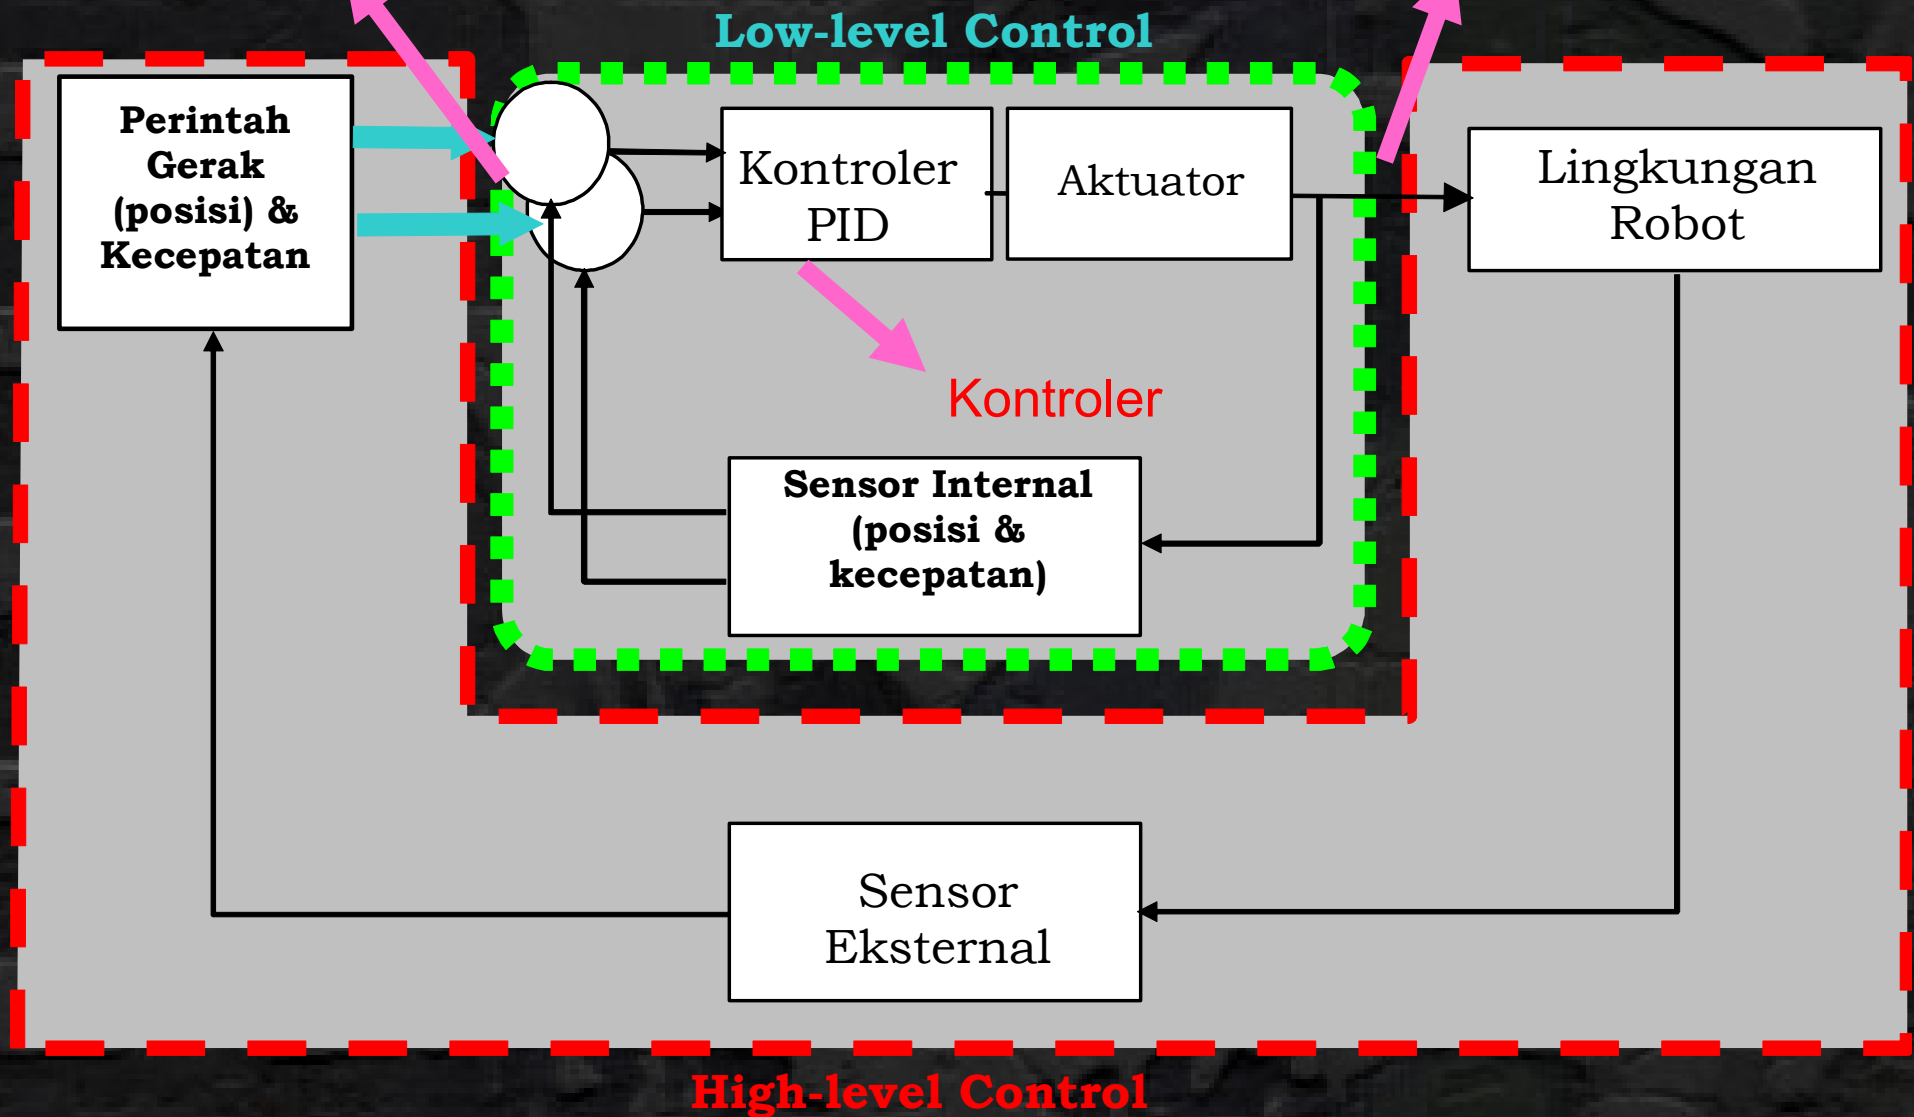 Low-level Control
Perintah
Gerak
(posisi) &
Kecepatan
Kontroler
PID
Aktuator
Lingkungan
Robot
Kontroler
Sensor Internal
(posisi &
kecepatan)
Sensor
Eksternal
High-level Control